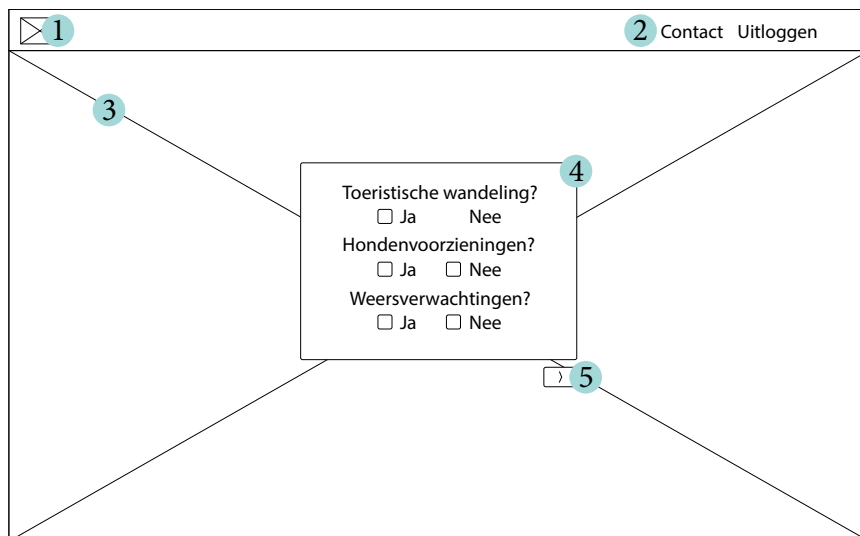 1
2 Contact Uitloggen
3
4
Toeristische wandeling?
Ja Nee
Hondenvoorzieningen?
Ja Nee
Weersverwachtingen?
Ja Nee
⟩ 5